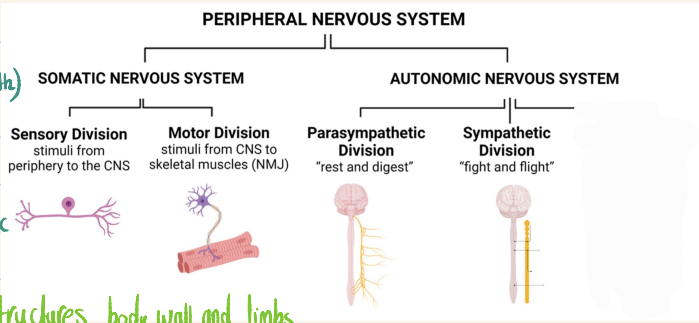 PERIPHERAL NERVOUS SYSTEM
SOMATIC NERVOUS SYSTEM
AUTONOMIC NERVOUS SYSTEM
Sensory Division
stimuli from
periphery to the CNS
Motor Division
stimuli from CNS to
skeletal muscles (NMJ)
Parasympathetic
Division
“rest and digest”
Sympathetic
Division
“fight and flight”
body wall and limbs